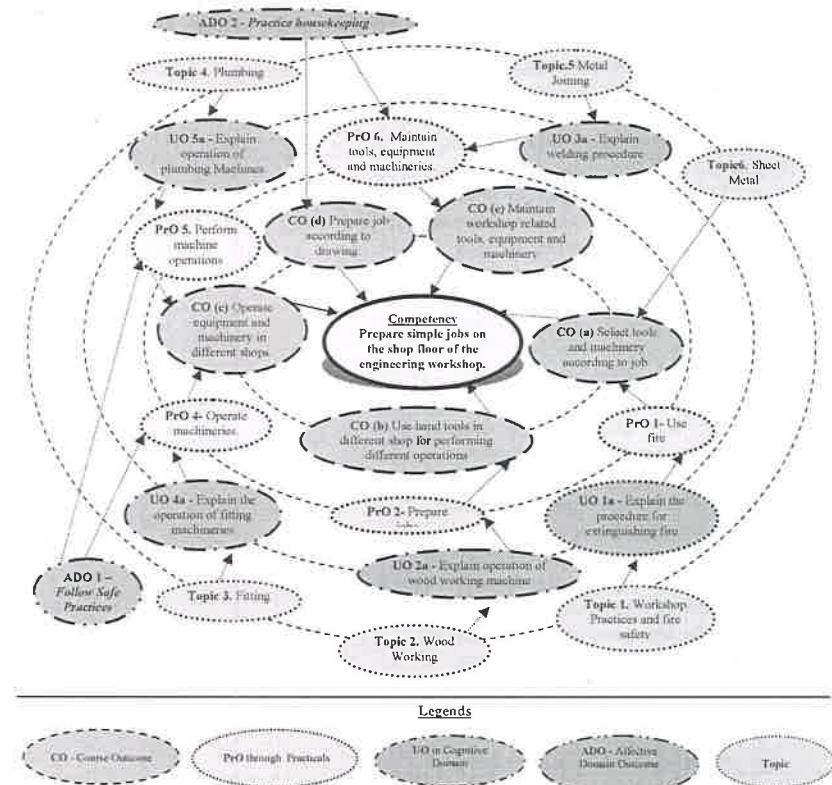 ADO 2 - Practice housekeeping
Topic 4. Plumbing
Topic.5 Metal
Joining
UO 5a - Explain
operation of
plumbing Machines
PrO 6. Maintain
tools, equipment
and machineries.
UO 3a - Explain
welding procedure
Topic6. Sheet
Metal
PrO 5. Perform
machine
operations
CO (d) Prepare job
according to
drawing.
CO (e) Maintain
workshop related
tools, equipment and
machinery
CO (c) Operate
equipment and
machinery in
different shops
Competency
Prepare simple jobs on
the shop floor of the
engineering workshop.
CO (a) Select tools
and machinery
according to job
PrO 4- Operate
machineries.
CO (b) Use hand tools in
different shop for performing
different operations
PrO 1- Use
fire
UO 4a - Explain the
operation of fitting
machineries
PrO 2- Prepare
UO 1a - Explain the
procedure for
extinguishing fire
ADO 1 –
Follow Safe
Practices
UO 2a - Explain operation of
wood working machine
Topic 3. Fitting
Topic 1. Workshop
Practices and fire
safety
Topic 2. Wood
Working
Legends
CO - Course Outcome
PrO through Practicals
UO in Cognitive
Domain
ADO - Affective
Domain Outcome
Topic